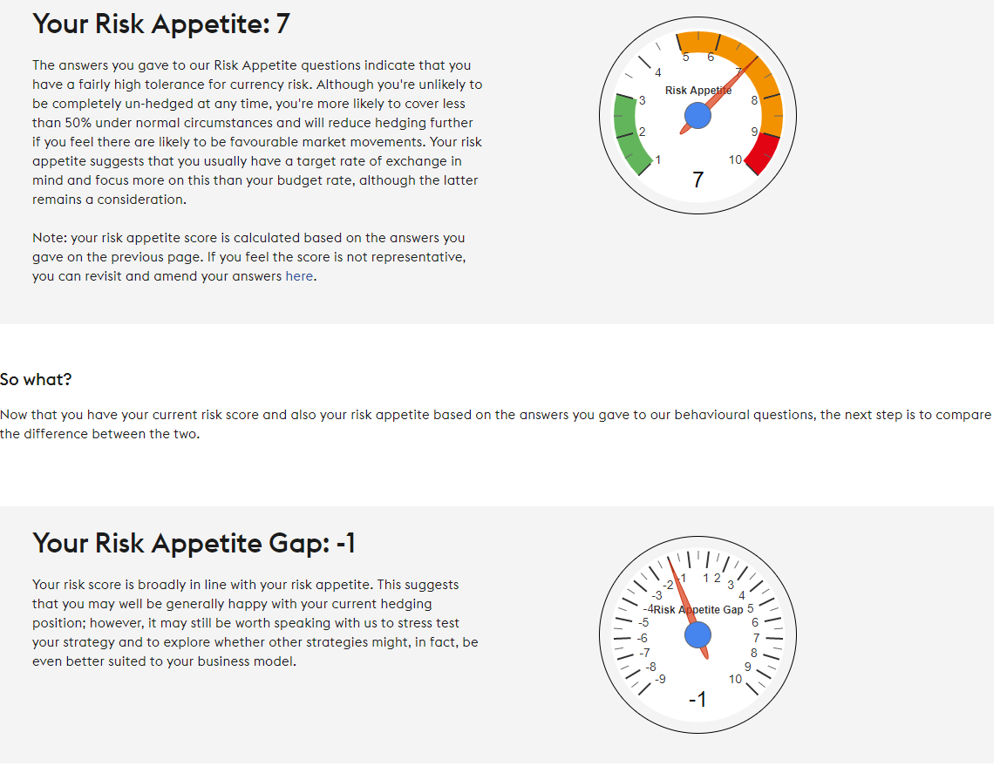 Your Risk Appetite: 7
The answers you gave to our Risk Appetite questions indicate that you
have a fairly high tolerance for currency risk. Although you're unlikely to
be completely un-hedged at any time, you're more likely to cover less
than 50% under normal circumstances and will reduce hedging further
if you feel there are likely to be favourable market movements. Your risk
appetite suggests that you usually have a target rate of exchange in
mind and focus more on this than your budget rate, although the latter
remains a consideration.
Note: your risk appetite score is calculated based on the answers you
gave on the previous page. If you feel the score is not representative,
you can revisit and amend your answers here.
5 6
4 7
Risk Appetite
3 8
2 9
1 10
7
So what?
Now that you have your current risk score and also your risk appetite based on the answers you gave to our behavioural questions, the next step is to compare
the difference between the two.
Your Risk Appetite Gap: -1
Your risk score is broadly in line with your risk appetite. This suggests
that you may well be generally happy with your current hedging
position; however, it may still be worth speaking with us to stress test
your strategy and to explore whether other strategies might, in fact, be
even better suited to your business model.
-2 -1 1 2 3
-3 4
-4 Risk Appetite Gap 5
-5 6
-6 7
-7 8
-8 9
-9 10
-1